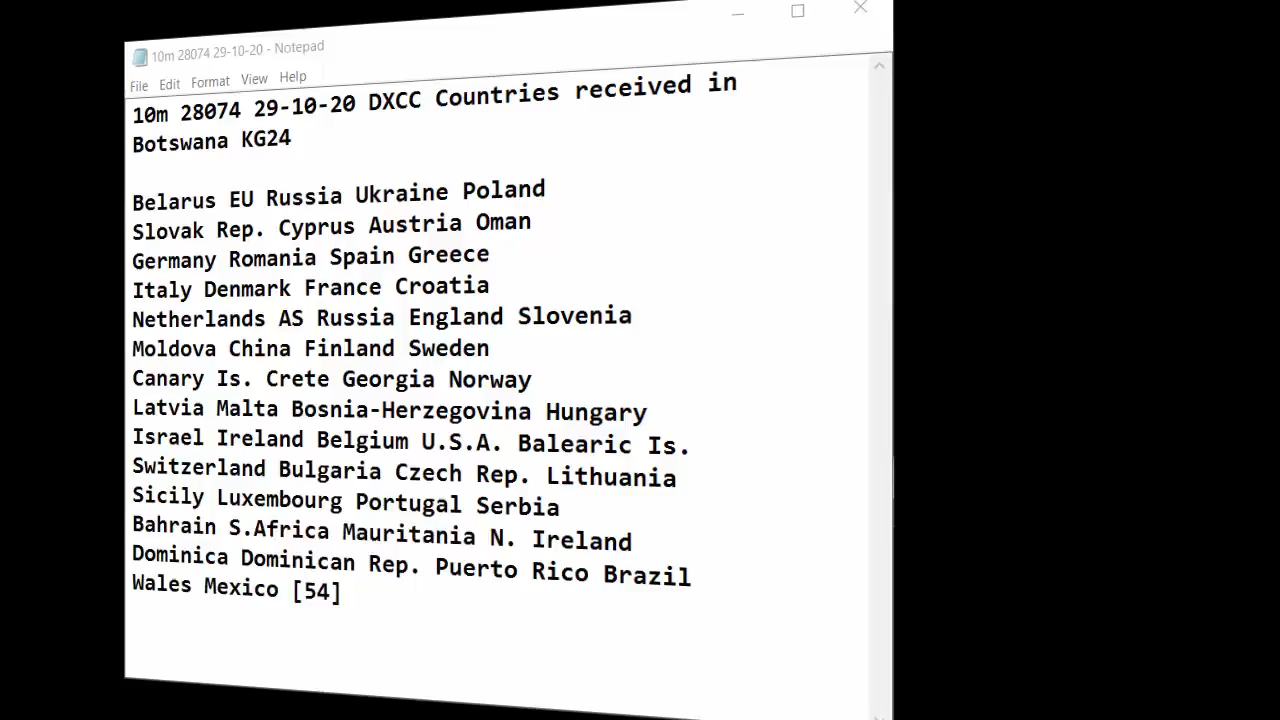 10m 28074 29-10-20 - Notepad
File Edit Format View Help
10m 28074 29-10-20 DXCC Countries received in
Botswana KG24
Belarus EU Russia Ukraine Poland
Slovak Rep. Cyprus Austria Oman
Germany Romania Spain Greece
Italy Denmark France Croatia
Netherlands AS Russia England Slovenia
Moldova China Finland Sweden
Canary Is. Crete Georgia Norway
Latvia Malta Bosnia-Herzegovina Hungary
Israel Ireland Belgium U.S.A. Balearic Is.
Switzerland Bulgaria Czech Rep. Lithuania
Sicily Luxembourg Portugal Serbia
Bahrain S.Africa Mauritania N. Ireland
Dominica Dominican Rep. Puerto Rico Brazil
Wales Mexico [54]